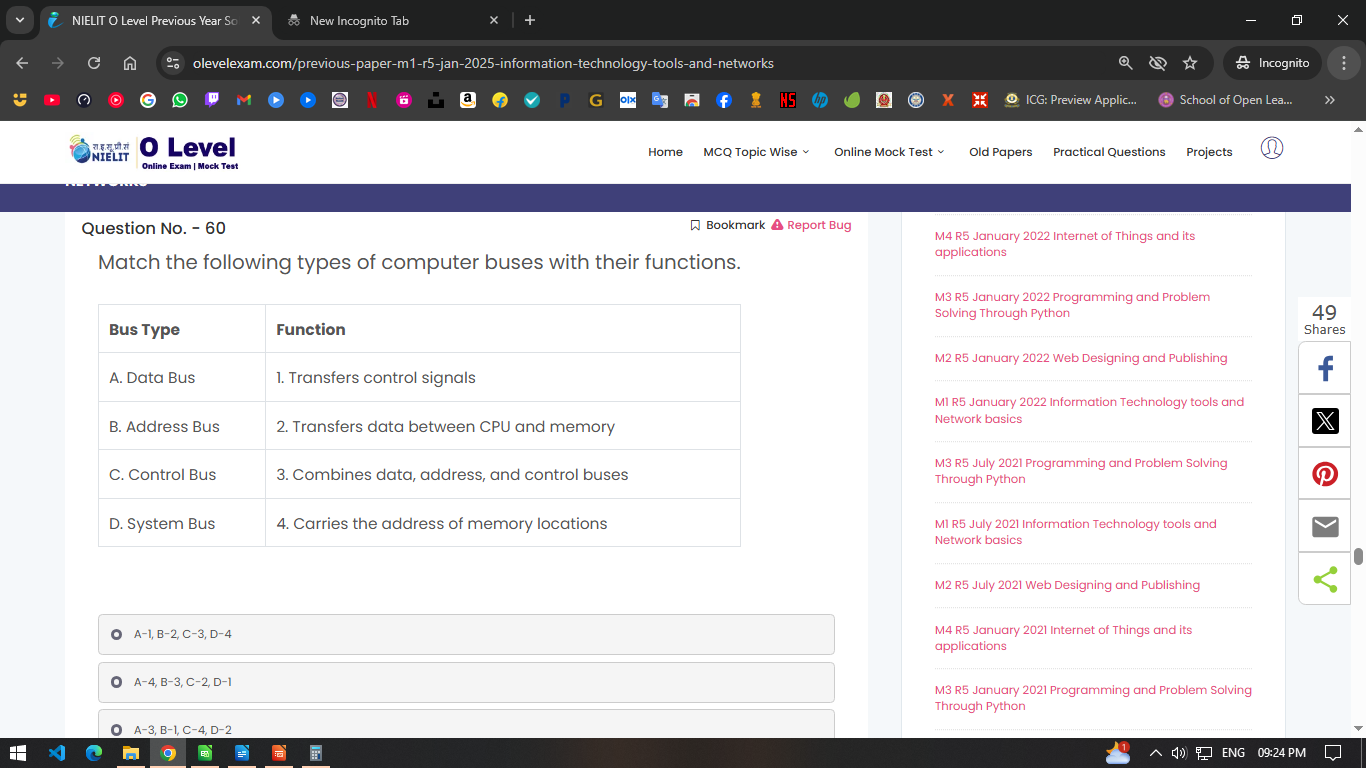 NIELIT O Level Previous Year So
New Incognito Tab
olevelexam.com/previous-paper-m1-r5-jan-2025-information-technology-tools-and-networks
Incognito
ICG: Preview Applic...
School of Open Lea...
रा.इ.सू.प्रौ.सं
NIELIT
O Level
Online Exam | Mock Test
Home
MCQ Topic Wise
Online Mock Test
Old Papers
Practical Questions
Projects
NETWORKS
Question No. - 60
Bookmark
Report Bug
Match the following types of computer buses with their functions.
Bus Type
Function
A. Data Bus
1. Transfers control signals
B. Address Bus
2. Transfers data between CPU and memory
C. Control Bus
3. Combines data, address, and control buses
D. System Bus
4. Carries the address of memory locations
A-1, B-2, C-3, D-4
A-4, B-3, C-2, D-1
A-3, B-1, C-4, D-2
M4 R5 January 2022 Internet of Things and its
applications
M3 R5 January 2022 Programming and Problem
Solving Through Python
M2 R5 January 2022 Web Designing and Publishing
M1 R5 January 2022 Information Technology tools and
Network basics
M3 R5 July 2021 Programming and Problem Solving
Through Python
M1 R5 July 2021 Information Technology tools and
Network basics
M2 R5 July 2021 Web Designing and Publishing
M4 R5 January 2021 Internet of Things and its
applications
M3 R5 January 2021 Programming and Problem Solving
Through Python
49
Shares
1
ENG
09:24 PM